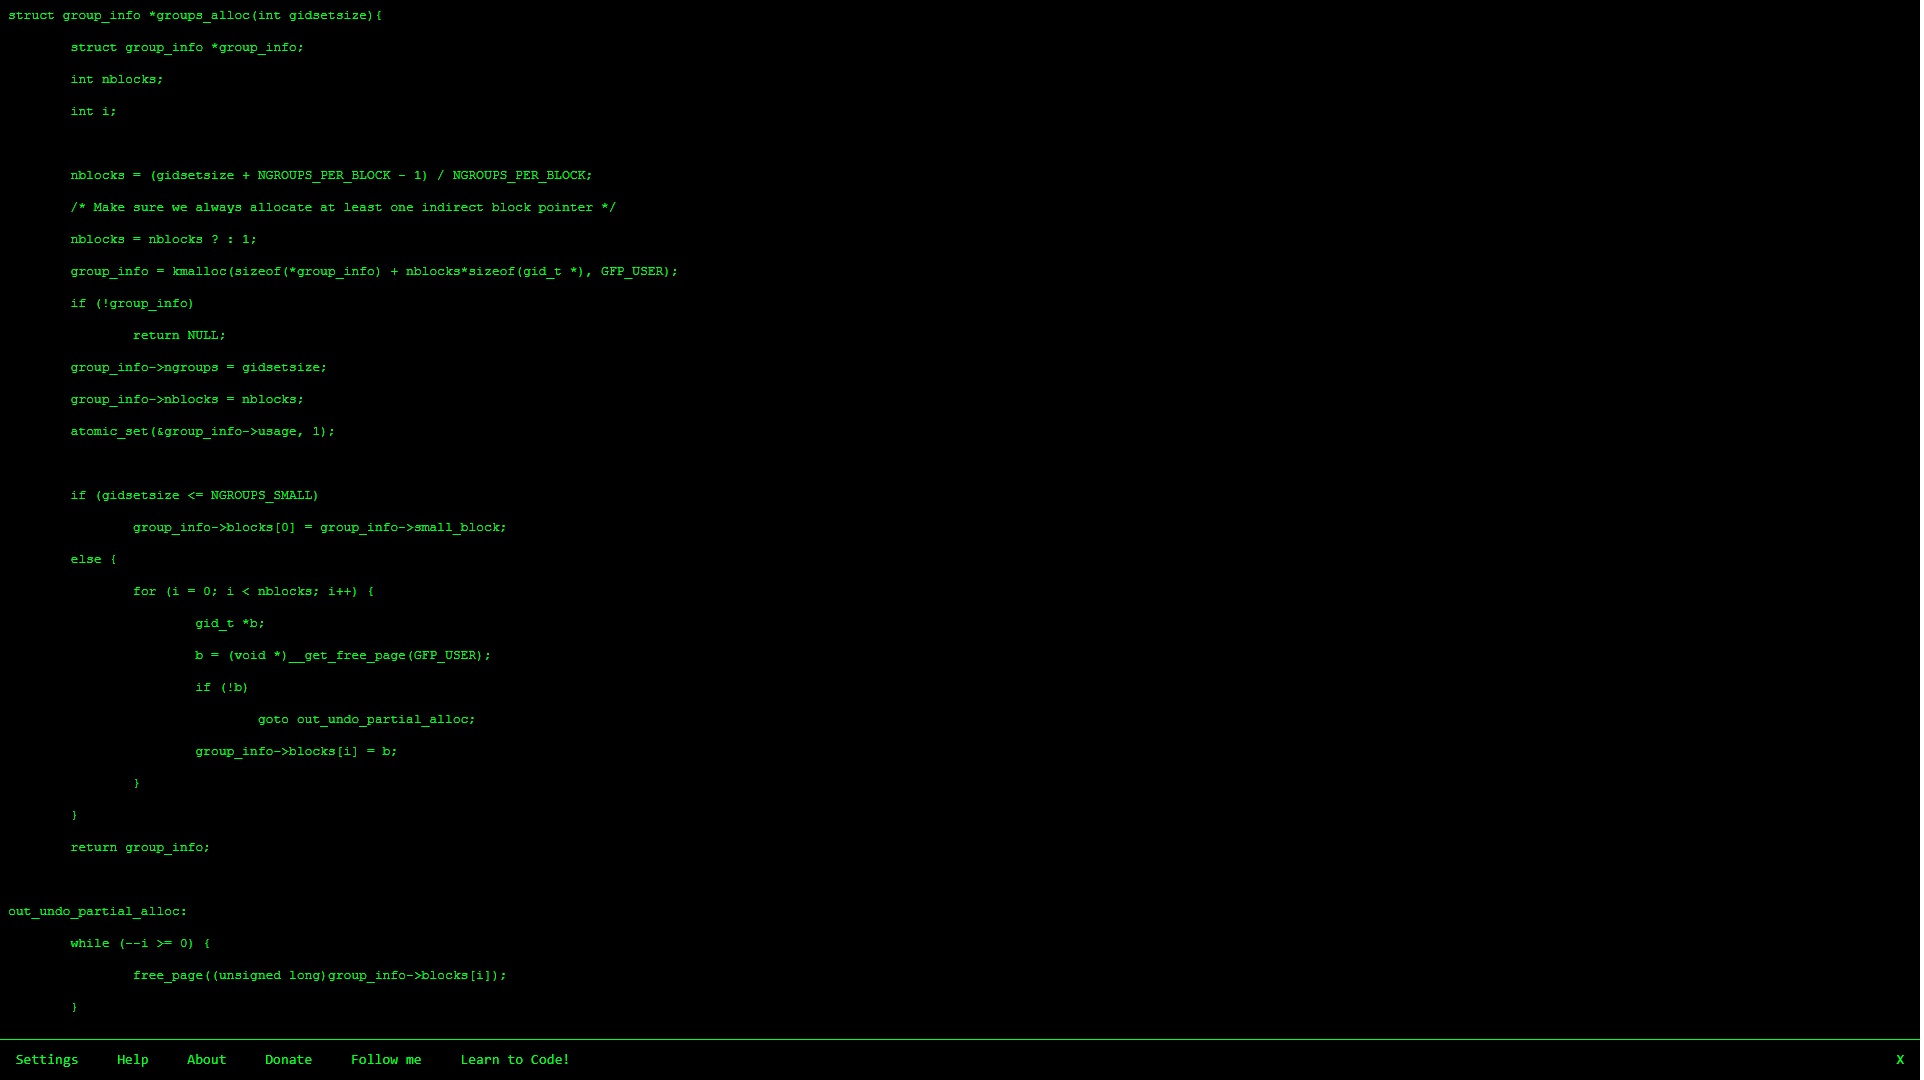 struct group_info *groups_alloc(int gidsetsize){
struct group_info *group_info;
int nblocks;
int i;
nblocks = (gidsetsize + NGROUPS_PER_BLOCK - 1) / NGROUPS_PER_BLOCK;
/* Make sure we always allocate at least one indirect block pointer */
nblocks = nblocks ? : 1;
group_info = kmalloc(sizeof(*group_info) + nblocks*sizeof(gid_t *), GFP_USER);
if (!group_info)
return NULL;
group_info->ngroups = gidsetsize;
group_info->nblocks = nblocks;
atomic_set(&group_info->usage, 1);
if (gidsetsize <= NGROUPS_SMALL)
group_info->blocks[0] = group_info->small_block;
else {
for (i = 0; i < nblocks; i++) {
gid_t *b;
b = (void *)__get_free_page(GFP_USER);
if (!b)
goto out_undo_partial_alloc;
group_info->blocks[i] = b;
}
}
return group_info;
out_undo_partial_alloc:
while (--i >= 0) {
free_page((unsigned long)group_info->blocks[i]);
}
Settings Help About Donate Follow me Learn to Code! X